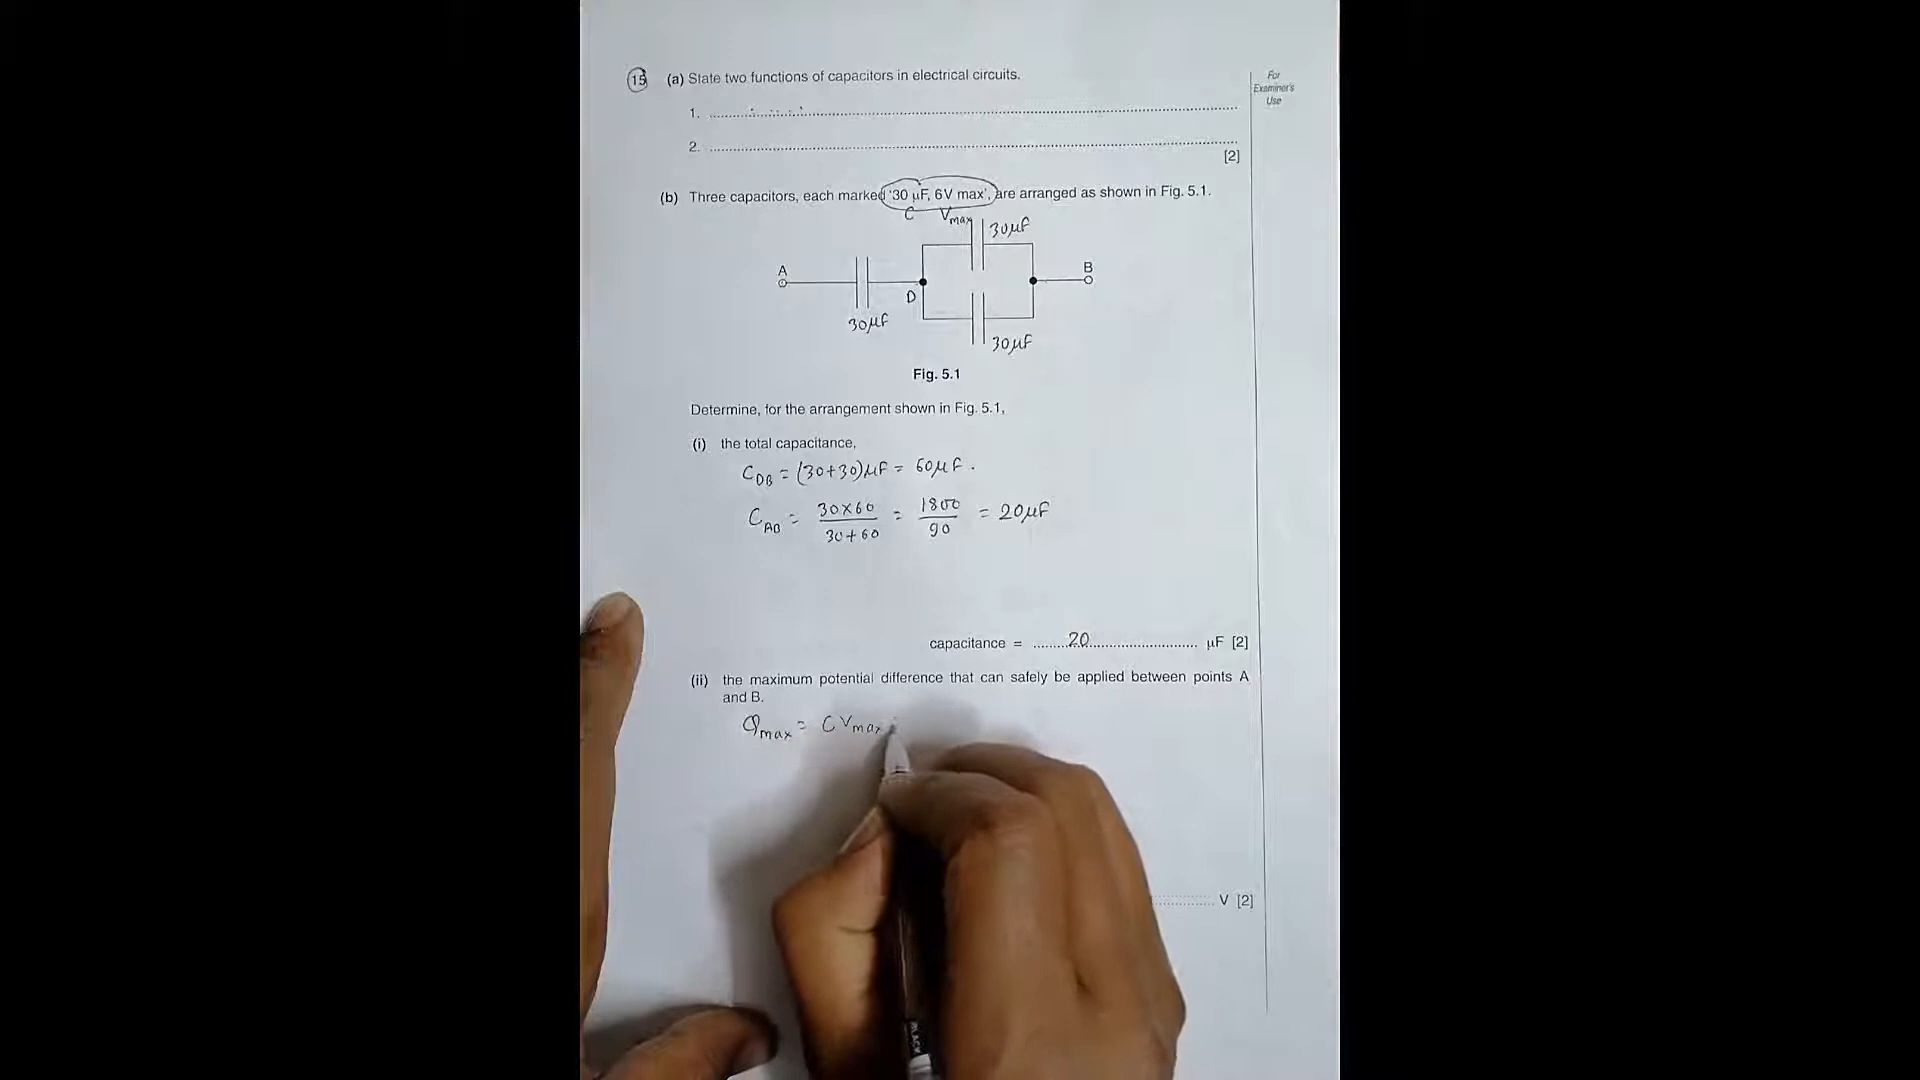 15 (a) State two functions of capacitors in electrical circuits.
For
Examiner's
Use
1.
2.
[2]
(b) Three capacitors, each marked '30 μF, 6V max', are arranged as shown in Fig. 5.1.
C Vmax
30μF
A
B
D
30μF
30μF
Fig. 5.1
Determine, for the arrangement shown in Fig. 5.1,
(i) the total capacitance,
C_DB = (30+30)μF = 60μF.
C_AB = 30×60/30+60 = 1800/90 = 20μF
capacitance = 20 μF [2]
(ii) the maximum potential difference that can safely be applied between points A
and B.
Qmax = CVmax
V [2]
BLACK